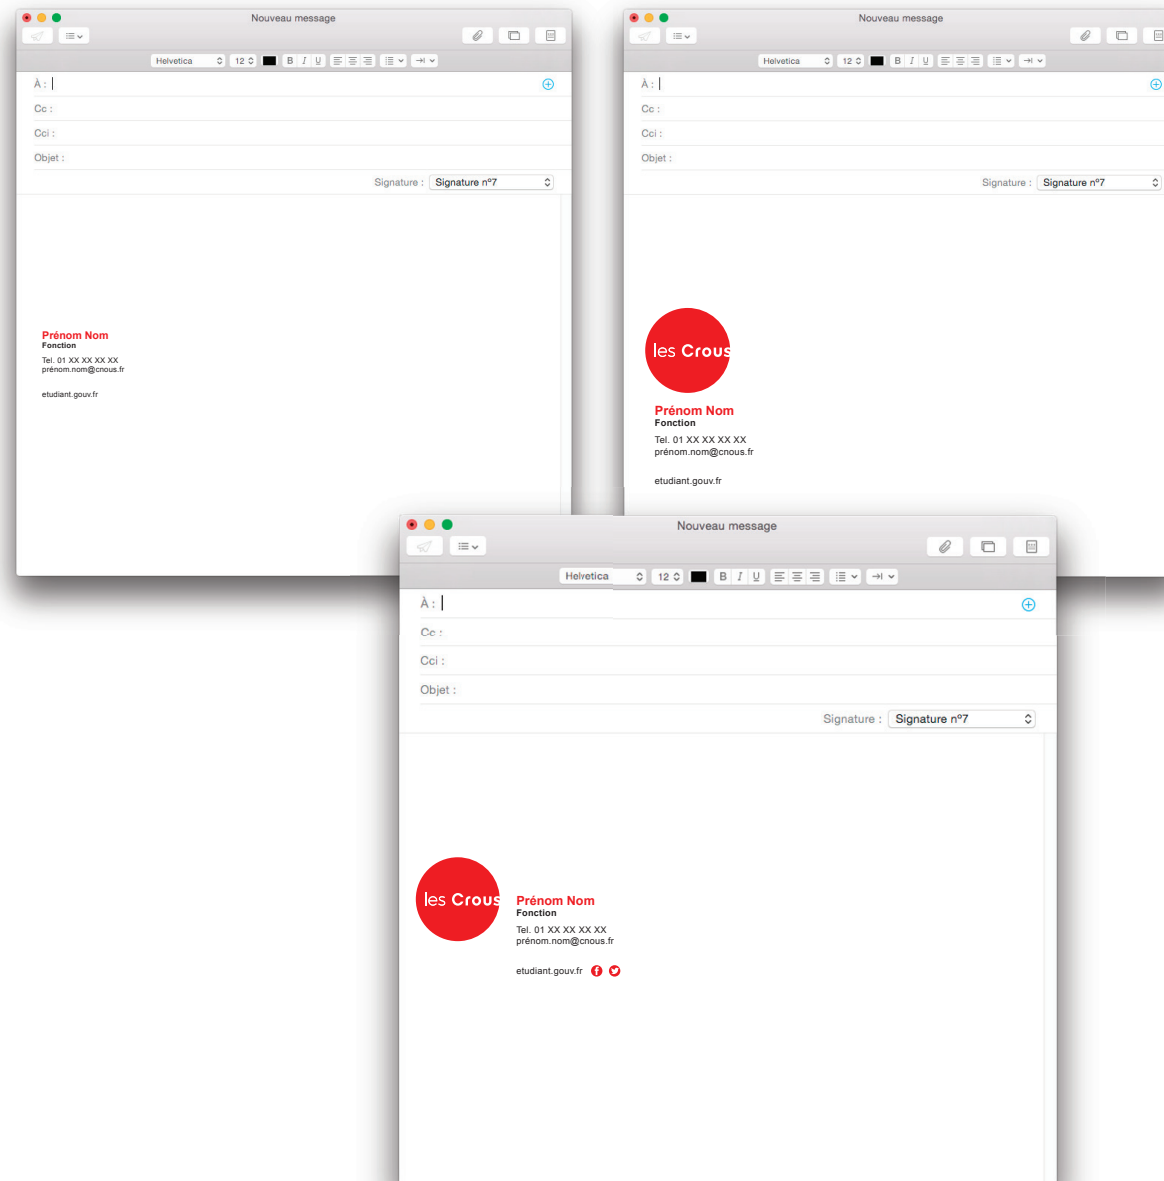 Nouveau message
Helvetica 12 B I U
À :
Cc :
Cci :
Objet :
Signature : Signature nº7
Prénom Nom
Fonction
Tel. 01 XX XX XX XX
prénom.nom@cnous.fr
etudiant.gouv.fr
Nouveau message
Helvetica 12 B I U
À :
Cc :
Cci :
Objet :
Signature : Signature nº7
les Crous
Prénom Nom
Fonction
Tel. 01 XX XX XX XX
prénom.nom@cnous.fr
etudiant.gouv.fr
Nouveau message
Helvetica 12 B I U
À :
Cc :
Cci :
Objet :
Signature : Signature nº7
les Crous
Prénom Nom
Fonction
Tel. 01 XX XX XX XX
prénom.nom@cnous.fr
etudiant.gouv.fr